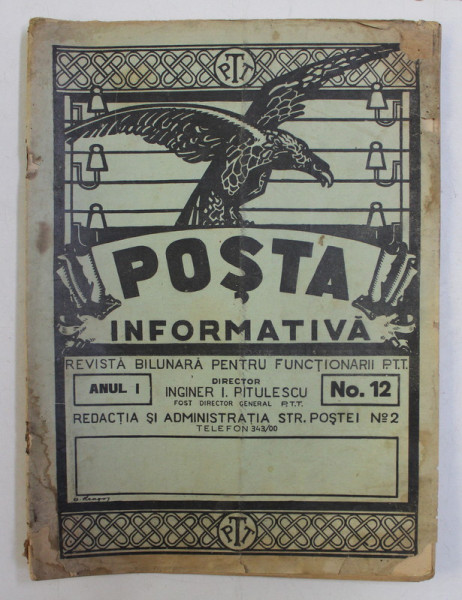 PTT
POȘTA
INFORMATIVĂ
REVISTĂ BILUNARĂ PENTRU FUNCȚIONARII P.T.T.
ANUL I
DIRECTOR
INGINER I. PITULESCU
FOST DIRECTOR GENERAL P.T.T.
No. 12
REDACȚIA ȘI ADMINISTRAȚIA STR. POȘTEI No 2
TELEFON 343/00
PTT